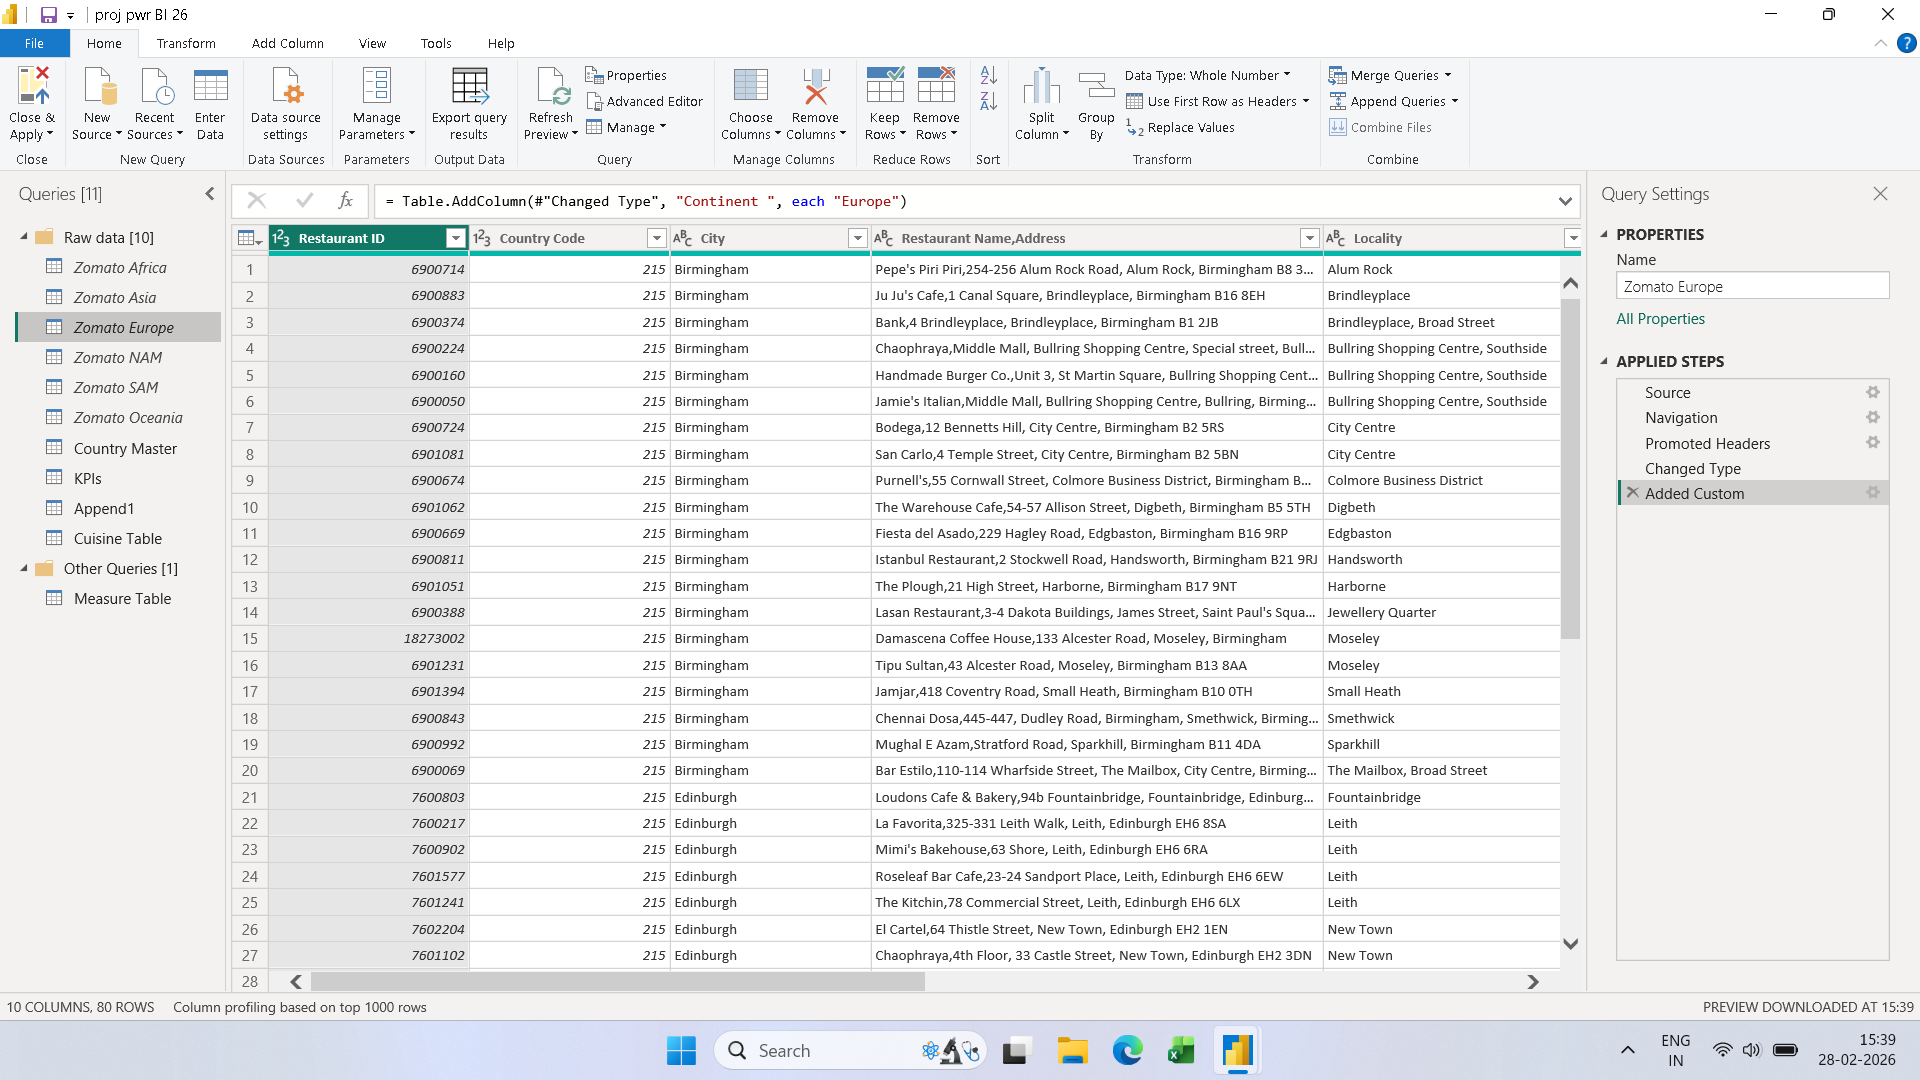 proj pwr BI 26
File
Home
Transform
Add Column
View
Tools
Help
Close & Apply
New Source
Recent Sources
Enter Data
Data source settings
Manage Parameters
Export query results
Refresh Preview
Properties
Advanced Editor
Manage
Choose Columns
Remove Columns
Keep Rows
Remove Rows
Split Column
Group By
Data Type: Whole Number
Use First Row as Headers
Replace Values
Merge Queries
Append Queries
Combine Files
Close
New Query
Data Sources
Parameters
Output Data
Query
Manage Columns
Reduce Rows
Sort
Transform
Combine
Queries [11]
Raw data [10]
Zomato Africa
Zomato Asia
Zomato Europe
Zomato NAM
Zomato SAM
Zomato Oceania
Country Master
KPIs
Append1
Cuisine Table
Other Queries [1]
Measure Table
fx
= Table.AddColumn(#"Changed Type", "Continent ", each "Europe")
Restaurant ID Country Code City Restaurant Name,Address Locality
1 6900714 215 Birmingham Pepe's Piri Piri,254-256 Alum Rock Road, Alum Rock, Birmingham B8 3... Alum Rock
2 6900883 215 Birmingham Ju Ju's Cafe,1 Canal Square, Brindleyplace, Birmingham B16 8EH Brindleyplace
3 6900374 215 Birmingham Bank,4 Brindleyplace, Brindleyplace, Birmingham B1 2JB Brindleyplace, Broad Street
4 6900224 215 Birmingham Chaophraya,Middle Mall, Bullring Shopping Centre, Special street, Bull... Bullring Shopping Centre, Southside
5 6900160 215 Birmingham Handmade Burger Co.,Unit 3, St Martin Square, Bullring Shopping Cent... Bullring Shopping Centre, Southside
6 6900050 215 Birmingham Jamie's Italian,Middle Mall, Bullring Shopping Centre, Bullring, Birming... Bullring Shopping Centre, Southside
7 6900724 215 Birmingham Bodega,12 Bennetts Hill, City Centre, Birmingham B2 5RS City Centre
8 6901081 215 Birmingham San Carlo,4 Temple Street, City Centre, Birmingham B2 5BN City Centre
9 6900674 215 Birmingham Purnell's,55 Cornwall Street, Colmore Business District, Birmingham B... Colmore Business District
10 6901062 215 Birmingham The Warehouse Cafe,54-57 Allison Street, Digbeth, Birmingham B5 5TH Digbeth
11 6900669 215 Birmingham Fiesta del Asado,229 Hagley Road, Edgbaston, Birmingham B16 9RP Edgbaston
12 6900811 215 Birmingham Istanbul Restaurant,2 Stockwell Road, Handsworth, Birmingham B21 9RJ Handsworth
13 6901051 215 Birmingham The Plough,21 High Street, Harborne, Birmingham B17 9NT Harborne
14 6900388 215 Birmingham Lasan Restaurant,3-4 Dakota Buildings, James Street, Saint Paul's Squa... Jewellery Quarter
15 18273002 215 Birmingham Damascena Coffee House,133 Alcester Road, Moseley, Birmingham Moseley
16 6901231 215 Birmingham Tipu Sultan,43 Alcester Road, Moseley, Birmingham B13 8AA Moseley
17 6901394 215 Birmingham Jamjar,418 Coventry Road, Small Heath, Birmingham B10 0TH Small Heath
18 6900843 215 Birmingham Chennai Dosa,445-447, Dudley Road, Birmingham, Smethwick, Birming... Smethwick
19 6900992 215 Birmingham Mughal E Azam,Stratford Road, Sparkhill, Birmingham B11 4DA Sparkhill
20 6900069 215 Birmingham Bar Estilo,110-114 Wharfside Street, The Mailbox, City Centre, Birming... The Mailbox, Broad Street
21 7600803 215 Edinburgh Loudons Cafe & Bakery,94b Fountainbridge, Fountainbridge, Edinburg... Fountainbridge
22 7600217 215 Edinburgh La Favorita,325-331 Leith Walk, Leith, Edinburgh EH6 8SA Leith
23 7600902 215 Edinburgh Mimi's Bakehouse,63 Shore, Leith, Edinburgh EH6 6RA Leith
24 7601577 215 Edinburgh Roseleaf Bar Cafe,23-24 Sandport Place, Leith, Edinburgh EH6 6EW Leith
25 7601241 215 Edinburgh The Kitchin,78 Commercial Street, Leith, Edinburgh EH6 6LX Leith
26 7602204 215 Edinburgh El Cartel,64 Thistle Street, New Town, Edinburgh EH2 1EN New Town
27 7601102 215 Edinburgh Chaophraya,4th Floor, 33 Castle Street, New Town, Edinburgh EH2 3DN New Town
28
Query Settings
PROPERTIES
Name
Zomato Europe
All Properties
APPLIED STEPS
Source
Navigation
Promoted Headers
Changed Type
Added Custom
10 COLUMNS, 80 ROWS
Column profiling based on top 1000 rows
PREVIEW DOWNLOADED AT 15:39
Search
ENG
IN
15:39
28-02-2026